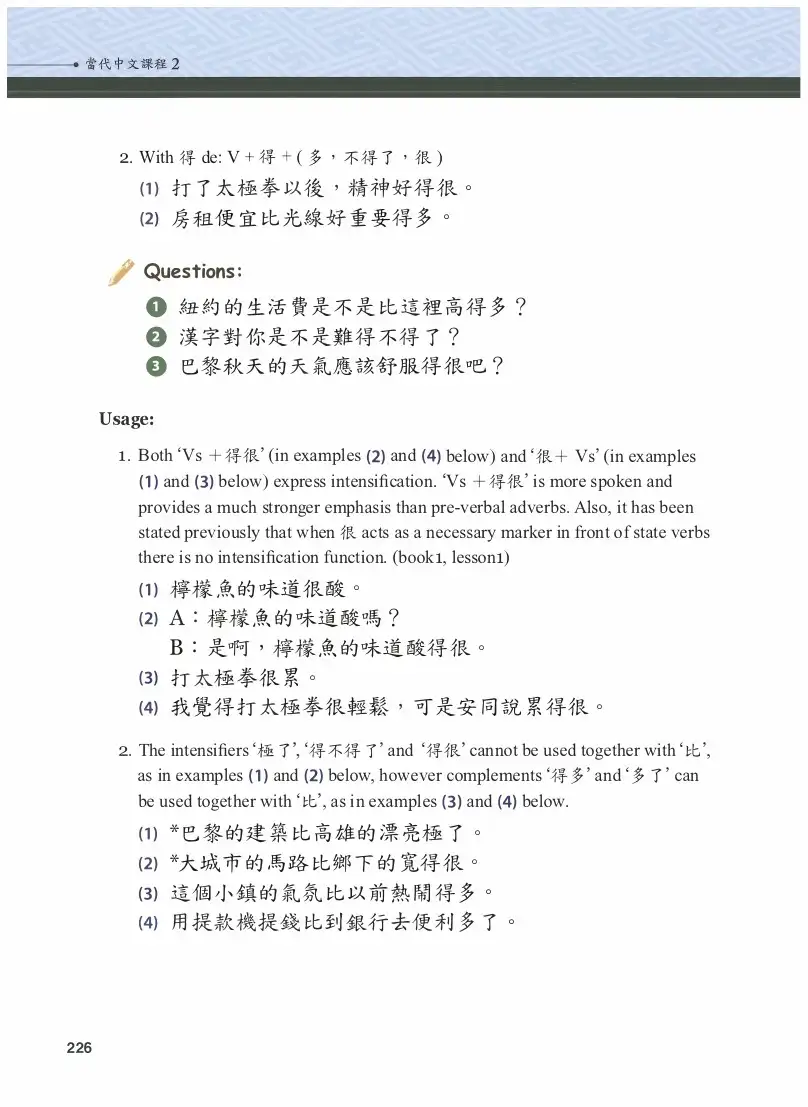 當代中文課程 2
2. With 得 de: V + 得 + ( 多，不得了，很 )
(1) 打了太極拳以後，精神好得很。
(2) 房租便宜比光線好重要得多。
Questions:
1 紐約的生活費是不是比這裡高得多？
2 漢字對你是不是難得不得了？
3 巴黎秋天的天氣應該舒服得很吧？
Usage:
1. Both ‘Vs ＋得很’ (in examples (2) and (4) below) and ‘很＋ Vs’ (in examples
(1) and (3) below) express intensification. ‘Vs ＋得很’ is more spoken and
provides a much stronger emphasis than pre-verbal adverbs. Also, it has been
stated previously that when 很 acts as a necessary marker in front of state verbs
there is no intensification function. (book1, lesson1)
(1) 檸檬魚的味道很酸。
(2) A：檸檬魚的味道酸嗎？
B：是啊，檸檬魚的味道酸得很。
(3) 打太極拳很累。
(4) 我覺得打太極拳很輕鬆，可是安同說累得很。
2. The intensifiers ‘極了’, ‘得不得了’ and ‘得很’ cannot be used together with ‘比’,
as in examples (1) and (2) below, however complements ‘得多’ and ‘多了’ can
be used together with ‘比’, as in examples (3) and (4) below.
(1) *巴黎的建築比高雄的漂亮極了。
(2) *大城市的馬路比鄉下的寬得很。
(3) 這個小鎮的氣氛比以前熱鬧得多。
(4) 用提款機提錢比到銀行去便利多了。
226